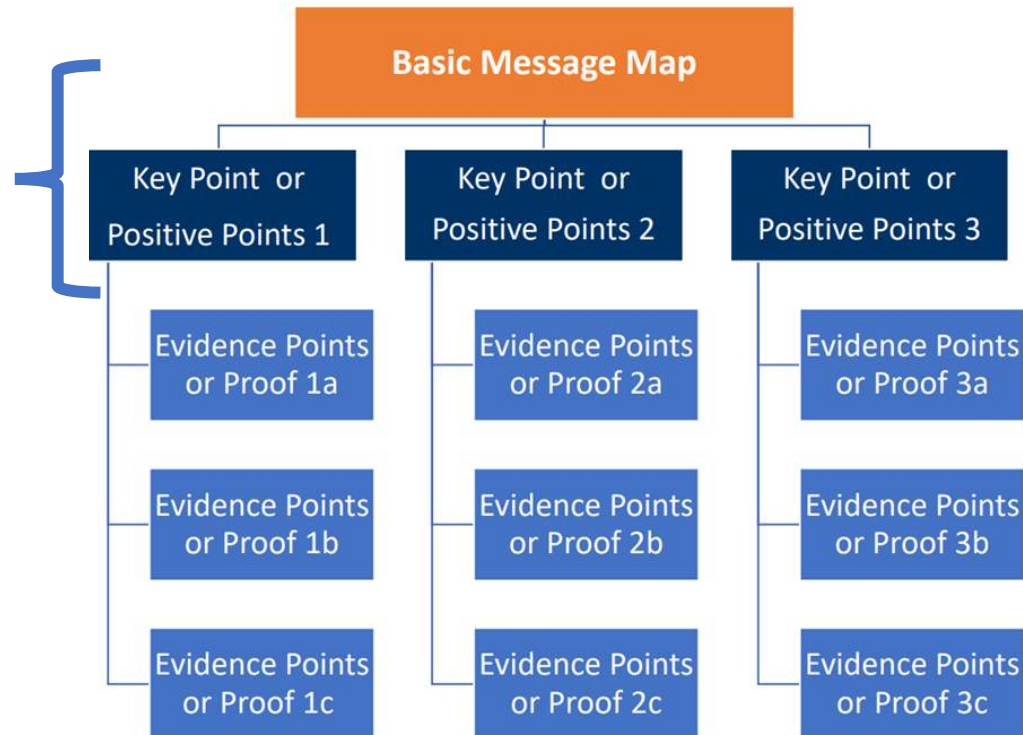 Basic Message Map
Key Point or
Positive Points 1
Key Point or
Positive Points 2
Key Point or
Positive Points 3
Evidence Points
or Proof 1a
Evidence Points
or Proof 2a
Evidence Points
or Proof 3a
Evidence Points
or Proof 1b
Evidence Points
or Proof 2b
Evidence Points
or Proof 3b
Evidence Points
or Proof 1c
Evidence Points
or Proof 2c
Evidence Points
or Proof 3c